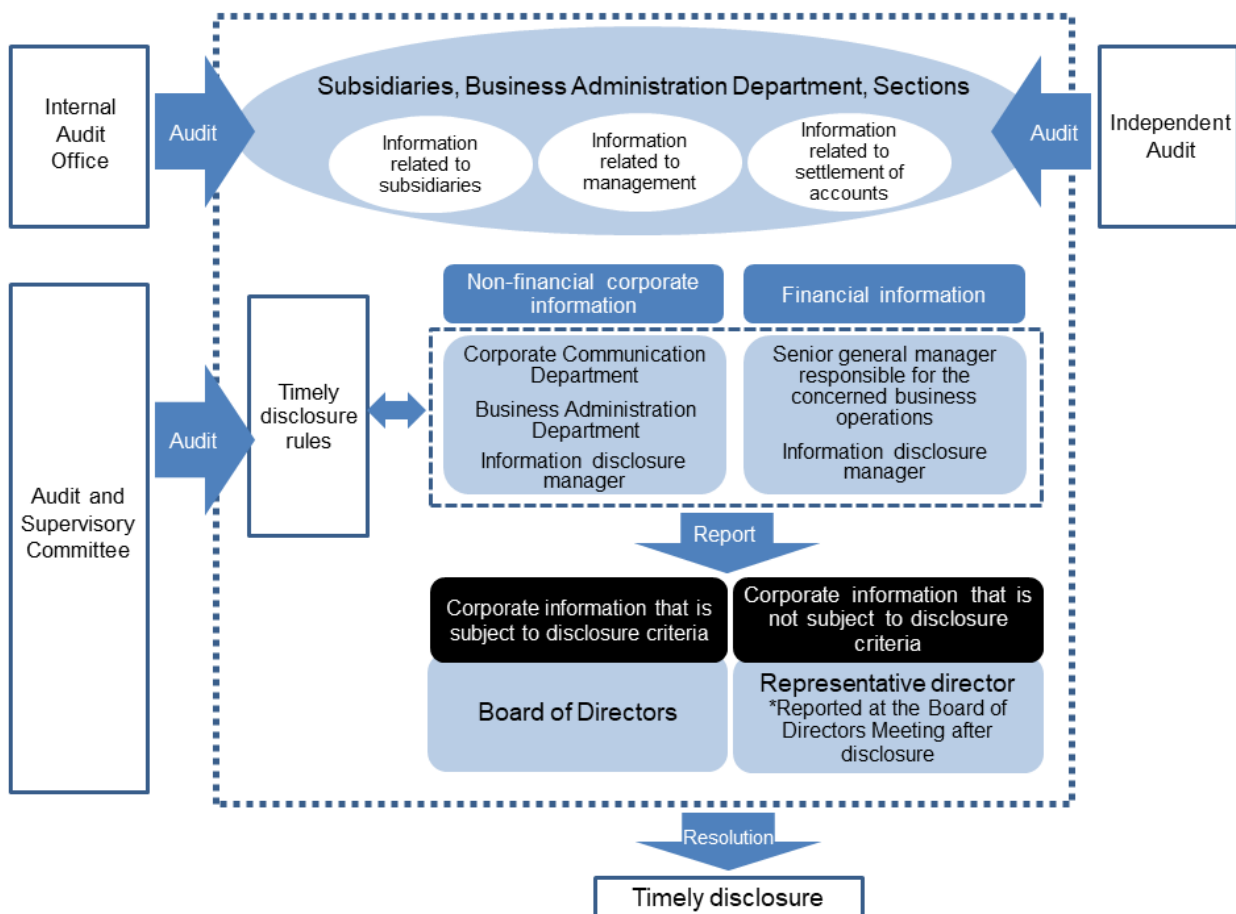 Subsidiaries, Business Administration Department, Sections
Internal
Audit
Office
Audit
Information
related to
subsidiaries
Information
related to
management
Information
related to
settlement of
accounts
Audit
Independent
Audit
Non-financial corporate
information
Financial information
Audit and
Supervisory
Committee
Audit
Timely
disclosure
rules
Corporate Communication
Department
Business Administration
Department
Information disclosure
manager
Senior general manager
responsible for the
concerned business
operations
Information disclosure
manager
Report
Corporate information that is
subject to disclosure criteria
Corporate information that is
not subject to disclosure
criteria
Board of Directors
Representative director
*Reported at the Board of
Directors Meeting after
disclosure
Resolution
Timely disclosure